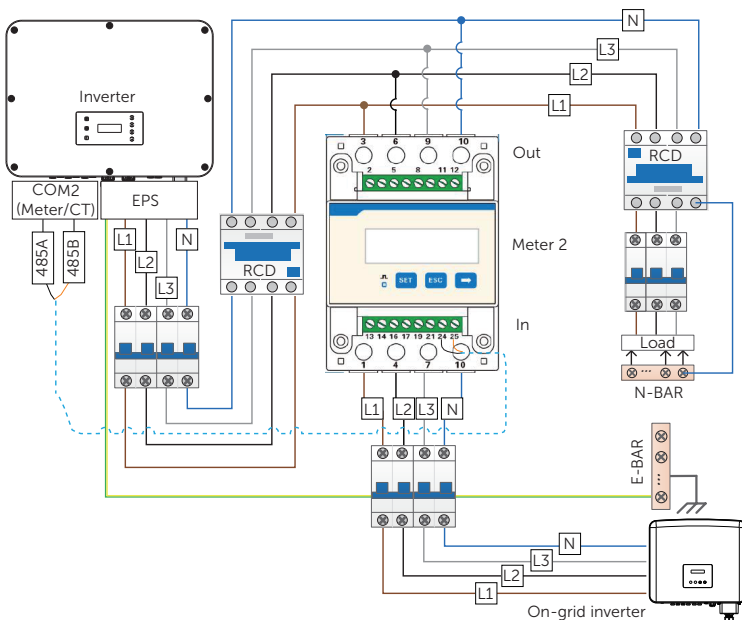 N
L3
L2
L1
Inverter
3
6
9
10
Out
RCD
2
5
8
11
12
COM2
(Meter/CT)
EPS
485A
485B
L1
L2
L3
N
RCD
Meter 2
SET
ESC
In
13 14 16 17 19 21 24 25
1
4
7
10
Load
N-BAR
L1
L2
L3
N
E-BAR
N
L3
L2
L1
On-grid inverter